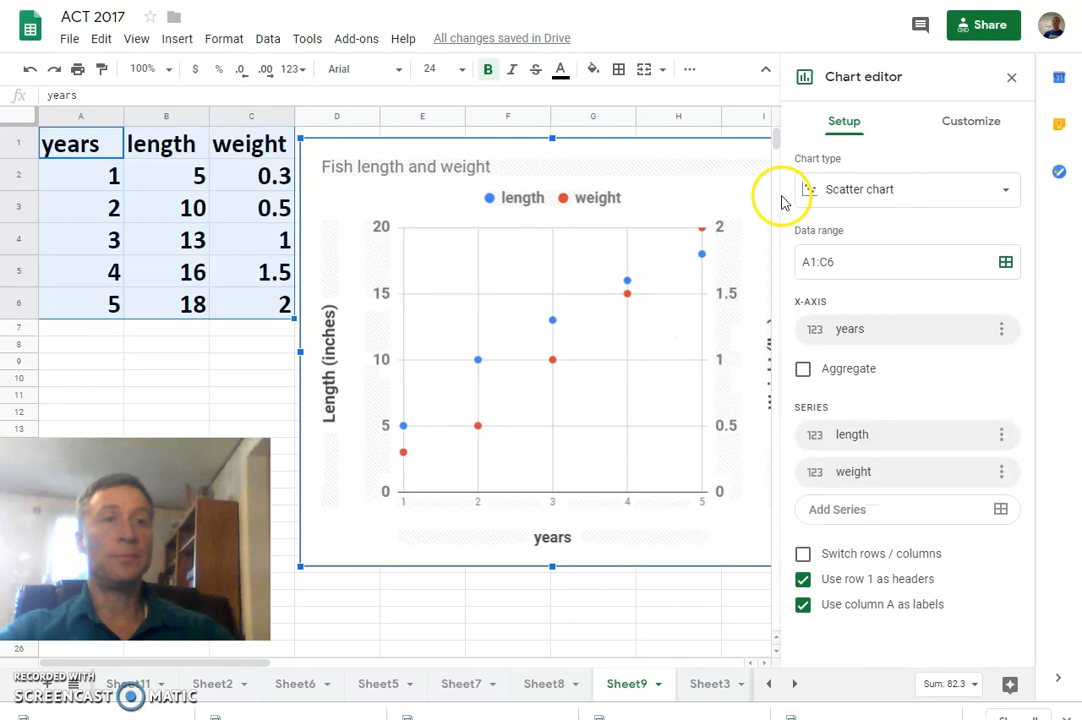 ACT 2017
File Edit View Insert Format Data Tools Add-ons Help All changes saved in Drive
Share
100% $ % .0 .00 123 Arial 24 B I S A
fx years
Chart editor
Setup Customize
A B C D E F G H I
1 years length weight
2 1 5 0.3
3 2 10 0.5
4 3 13 1
5 4 16 1.5
6 5 18 2
7
8
9
10
11
12
13
26
Fish length and weight
length weight
20 2
15 1.5
10 1
5 0.5
0 0
1 2 3 4 5
Length (inches)
years
Chart type
Scatter chart
Data range
A1:C6
X-AXIS
123 years
Aggregate
SERIES
123 length
123 weight
Add Series
Switch rows / columns
Use row 1 as headers
Use column A as labels
Sheet11 Sheet2 Sheet6 Sheet5 Sheet7 Sheet8 Sheet9 Sheet3 Sum: 82.3
RECORDED WITH
SCREENCAST MATIC